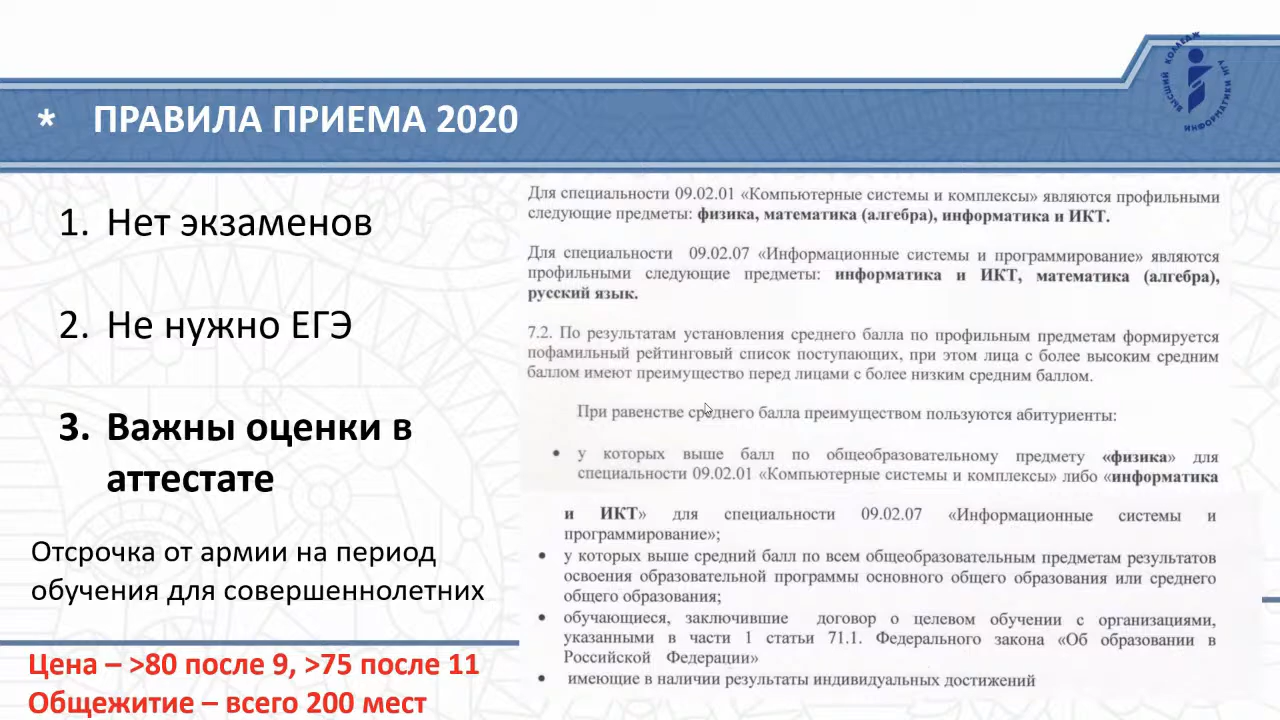 ВЫСШИЙ КОЛЛЕДЖ
ИНФОРМАТИКИ НГУ
* ПРАВИЛА ПРИЕМА 2020
1. Нет экзаменов
2. Не нужно ЕГЭ
3. Важны оценки в
аттестате
Отсрочка от армии на период
обучения для совершеннолетних
Цена – >80 после 9, >75 после 11
Общежитие – всего 200 мест
Для специальности 09.02.01 «Компьютерные системы и комплексы» являются профильными
следующие предметы: физика, математика (алгебра), информатика и ИКТ.
Для специальности 09.02.07 «Информационные системы и программирование» являются
профильными следующие предметы: информатика и ИКТ, математика (алгебра),
русский язык.
7.2. По результатам установления среднего балла по профильным предметам формируется
пофамильный рейтинговый список поступающих, при этом лица с более высоким средним
баллом имеют преимущество перед лицами с более низким средним баллом.
При равенстве среднего балла преимуществом пользуются абитуриенты:
• у которых выше балл по общеобразовательному предмету «физика» для
специальности 09.02.01 «Компьютерные системы и комплексы» либо «информатика
и ИКТ» для специальности 09.02.07 «Информационные системы и
программирование»;
• у которых выше средний балл по всем общеобразовательным предметам результатов
освоения образовательной программы основного общего образования или среднего
общего образования;
• обучающиеся, заключившие договор о целевом обучении с организациями,
указанными в части 1 статьи 71.1. Федерального закона «Об образовании в
Российской Федерации»
• имеющие в наличии результаты индивидуальных достижений